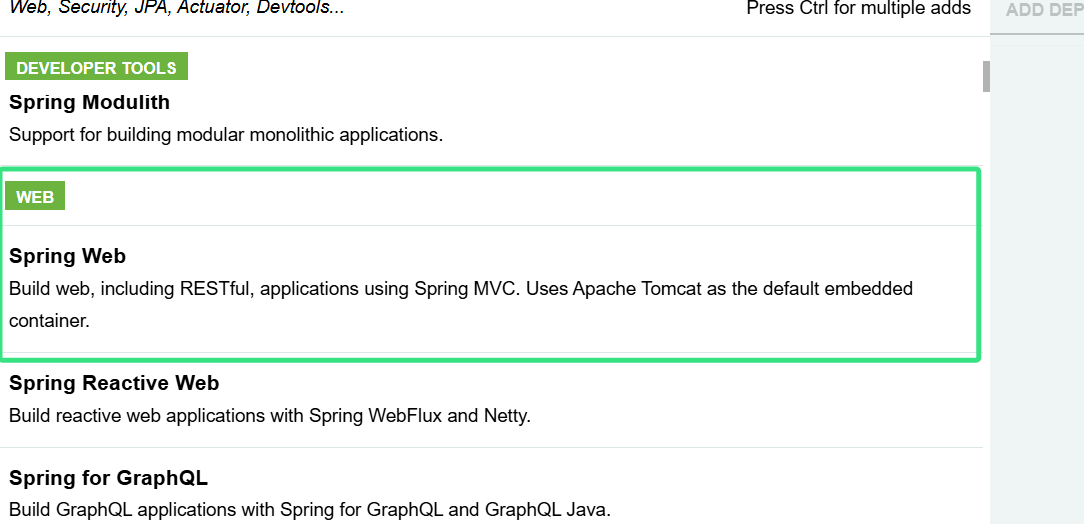 Web, Security, JPA, Actuator, Devtools...
Press Ctrl for multiple adds
ADD DEP
DEVELOPER TOOLS
Spring Modulith
Support for building modular monolithic applications.
WEB
Spring Web
Build web, including RESTful, applications using Spring MVC. Uses Apache Tomcat as the default embedded
container.
Spring Reactive Web
Build reactive web applications with Spring WebFlux and Netty.
Spring for GraphQL
Build GraphQL applications with Spring for GraphQL and GraphQL Java.